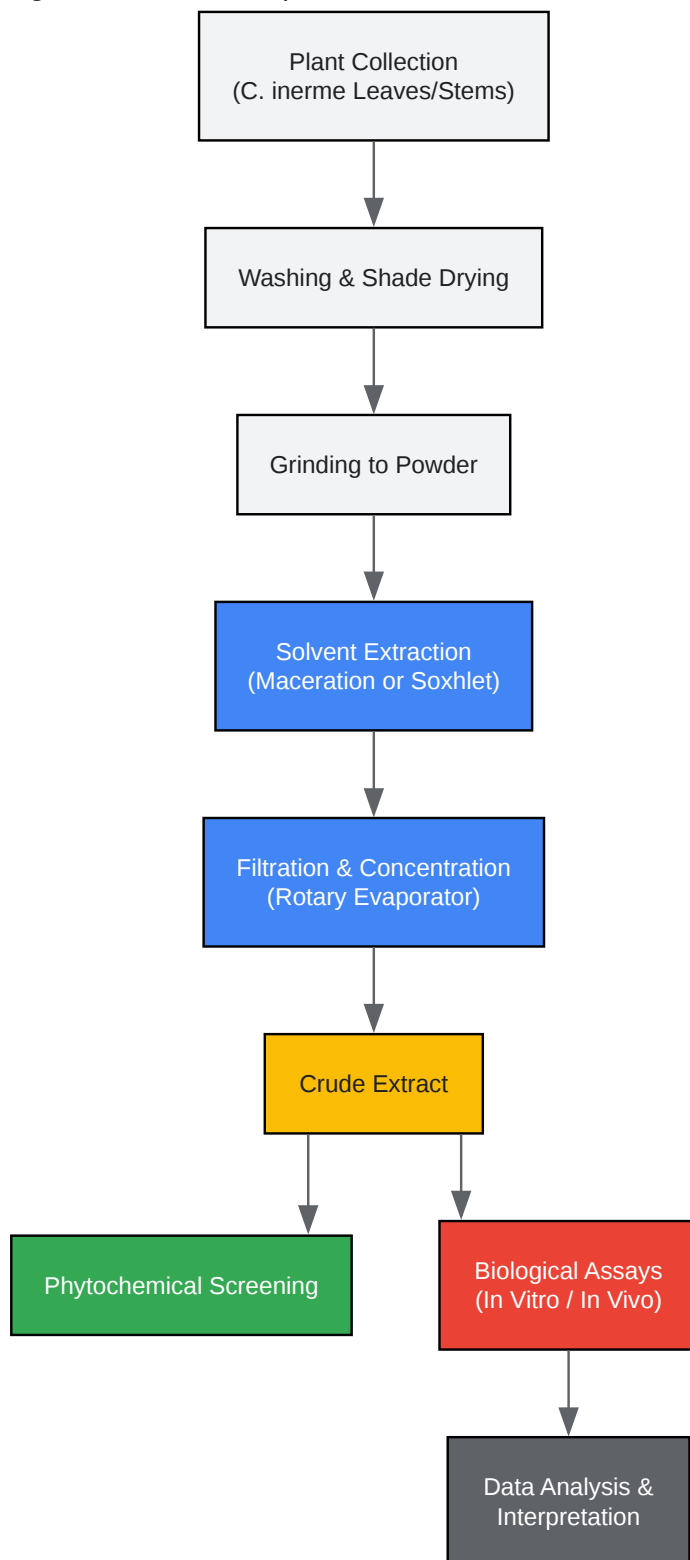 Plant Collection
(C. inerme Leaves/Stems)
Washing & Shade Drying
Grinding to Powder
Solvent Extraction
(Maceration or Soxhlet)
Filtration & Concentration
(Rotary Evaporator)
Crude Extract
Phytochemical Screening
Biological Assays
(In Vitro / In Vivo)
Data Analysis &
Interpretation